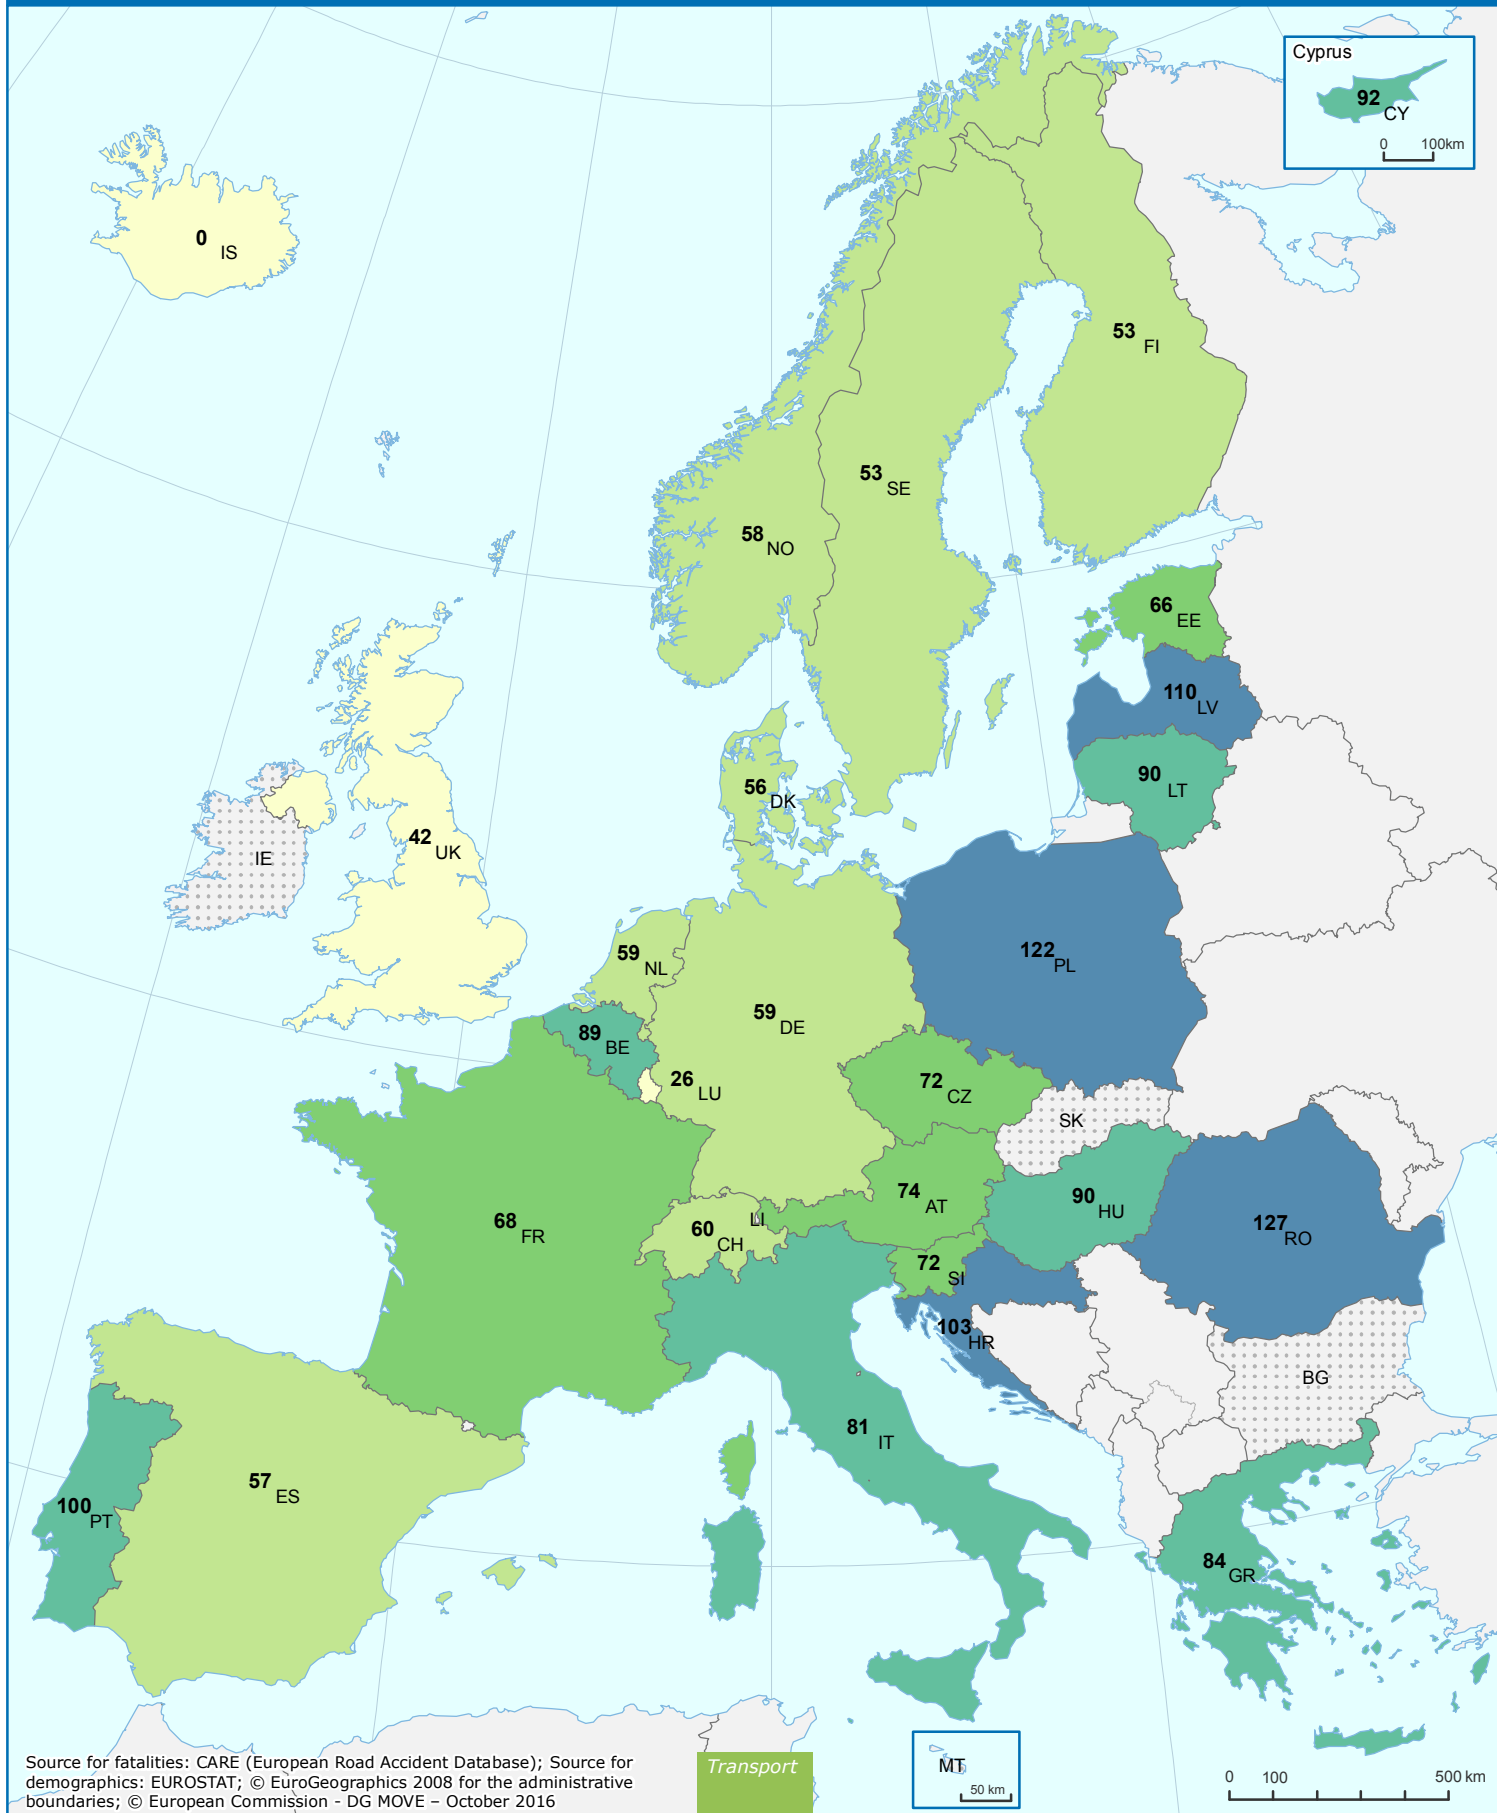 Cyprus
92
CY
0 100km
0
IS
53
FI
53
SE
58
NO
66
EE
110
LV
90
LT
56
DK
42
UK
IE
122
PL
59
NL
59
DE
89
BE
26
LU
72
CZ
SK
74
AT
90
HU
127
RO
68
FR
60
CH
LI
72
SI
103
HR
BG
81
IT
57
ES
100
PT
84
GR
Source for fatalities: CARE (European Road Accident Database); Source for
demographics: EUROSTAT; © EuroGeographics 2008 for the administrative
boundaries; © European Commission - DG MOVE – October 2016
Transport
MT
50 km
0 100 500 km